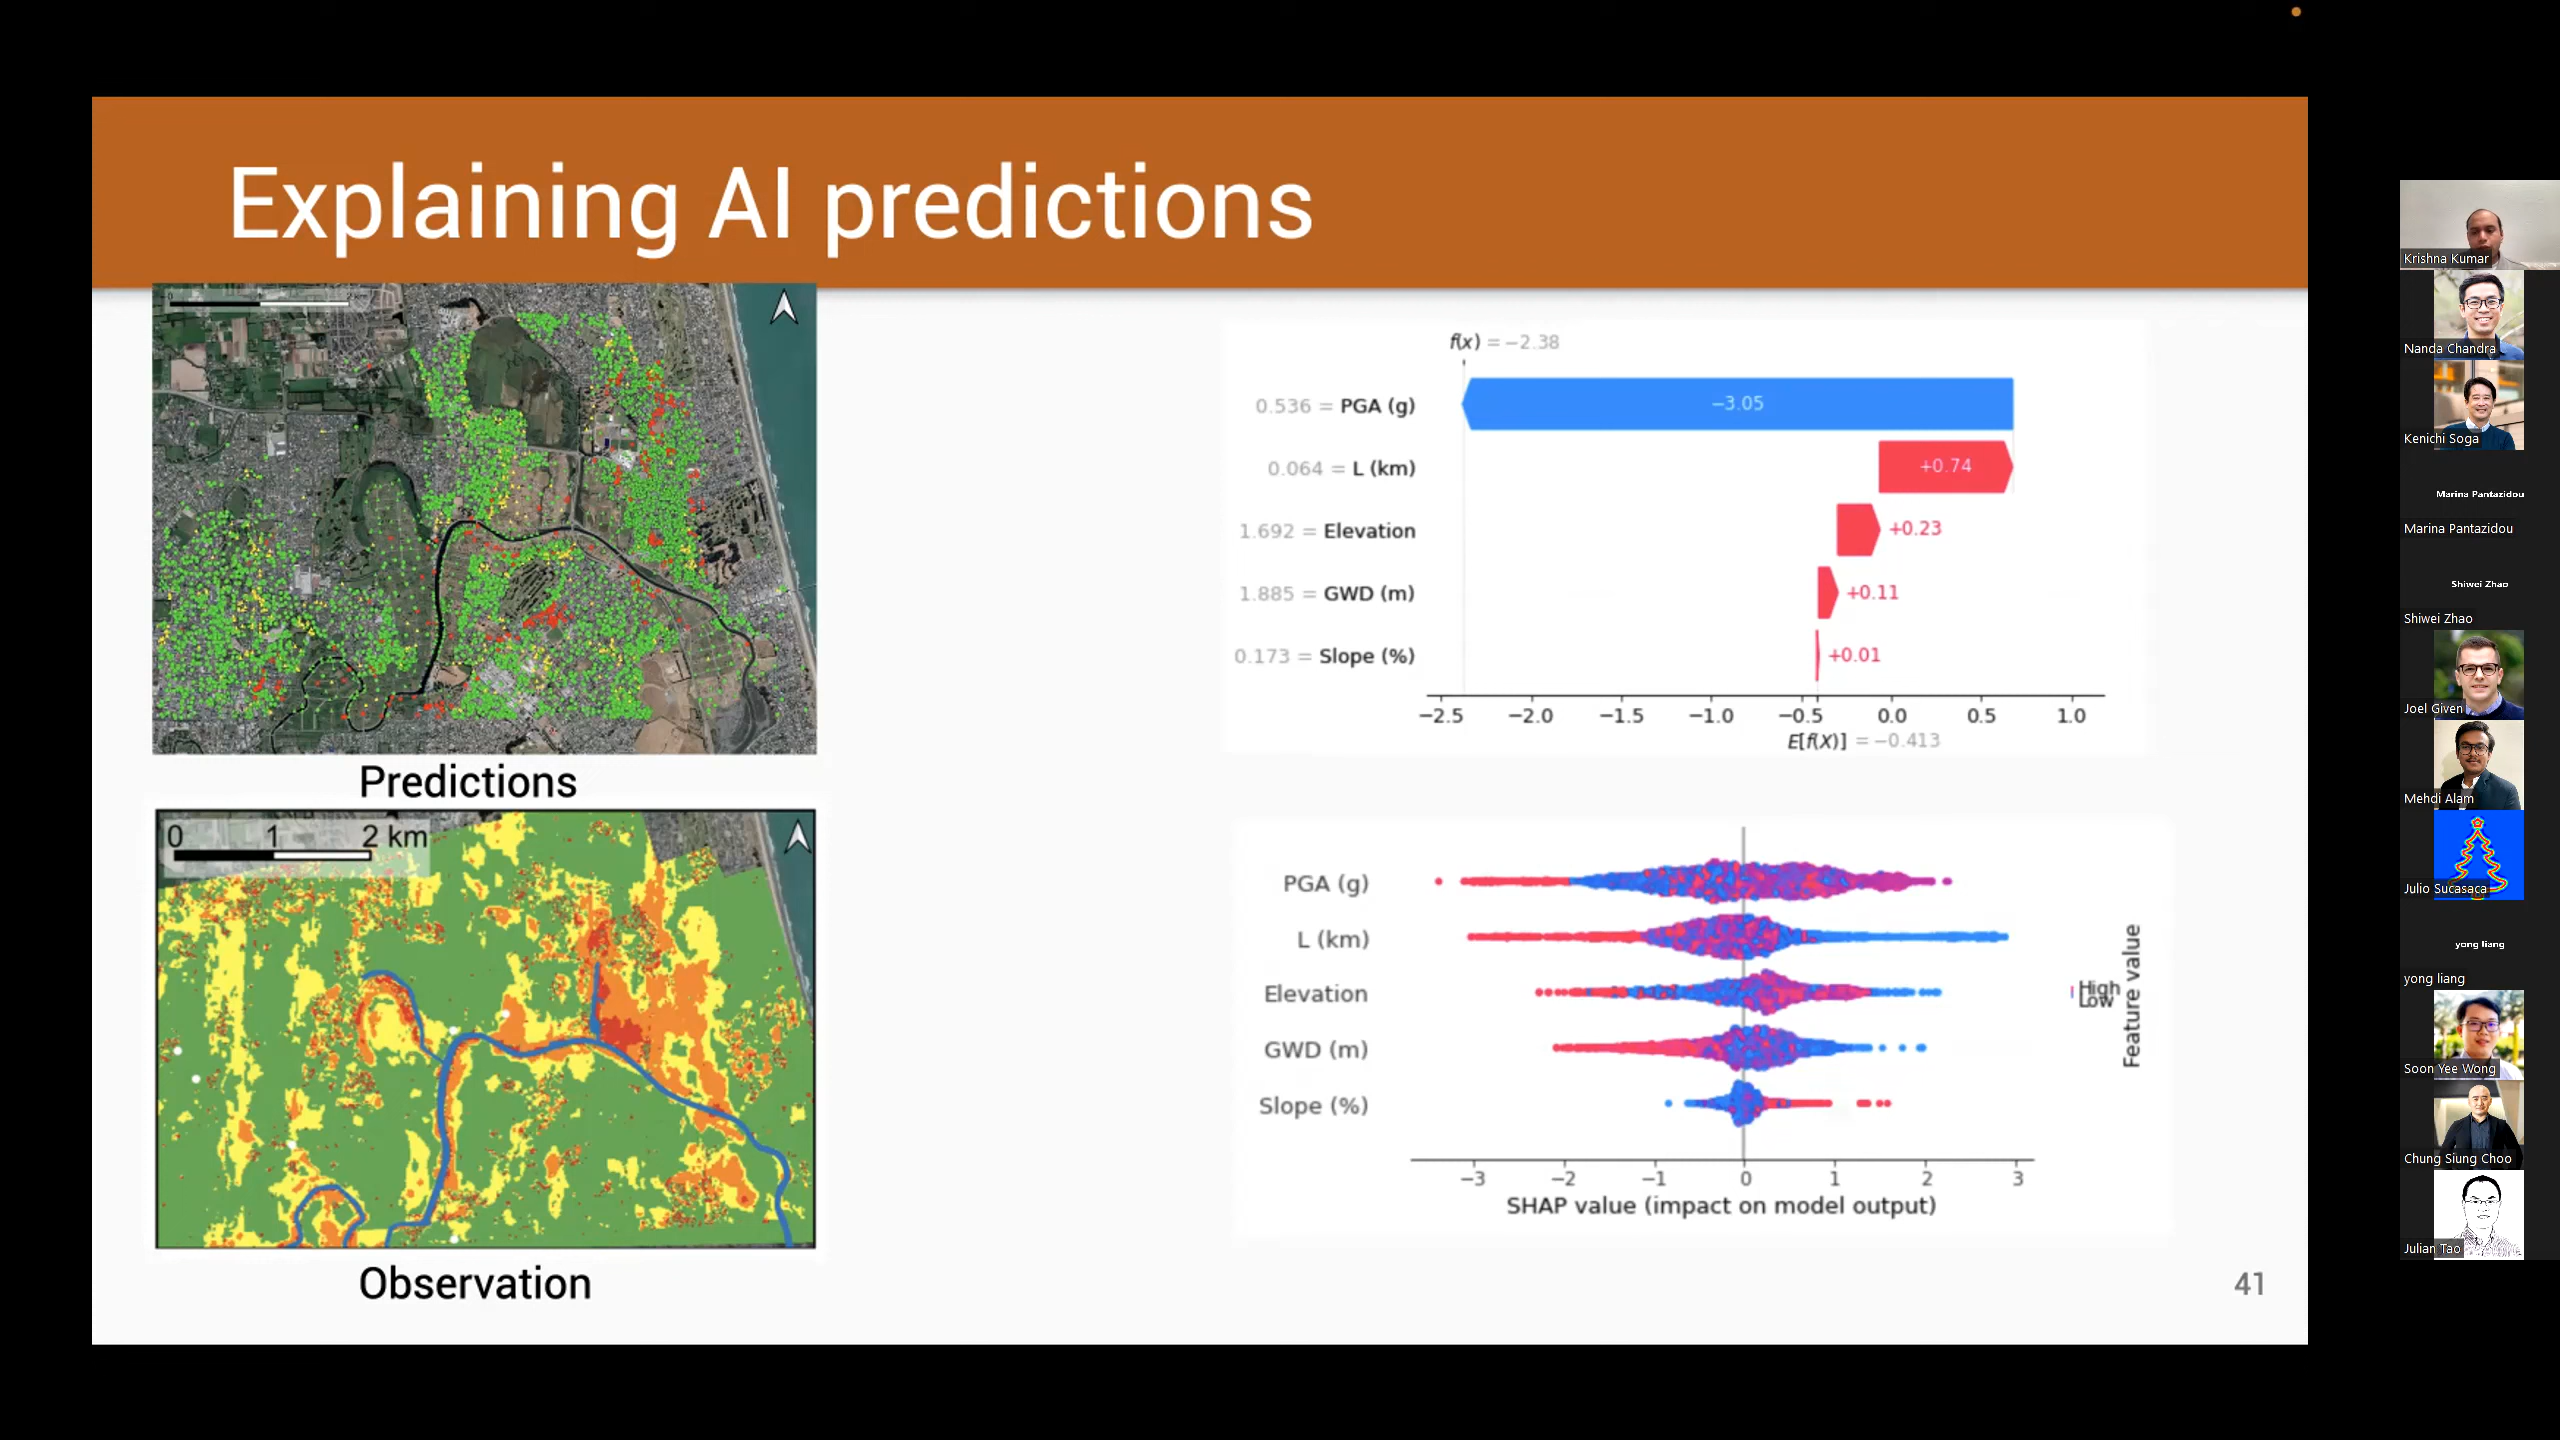 Explaining AI predictions
0
Predictions
0 1 2 km
Observation
f(x) = −2.38
0.536 = PGA (g)
−3.05
0.064 = L (km)
+0.74
1.692 = Elevation
+0.23
1.885 = GWD (m)
+0.11
0.173 = Slope (%)
+0.01
−2.5 −2.0 −1.5 −1.0 −0.5 0.0 0.5 1.0
E[f(X)] = −0.413
PGA (g)
L (km)
Elevation
GWD (m)
Slope (%)
High
Low
Feature value
−3 −2 −1 0 1 2 3
SHAP value (impact on model output)
41
Krishna Kumar
Nanda Chandra
Kenichi Soga
Marina Pantazidou
Marina Pantazidou
Shiwei Zhao
Shiwei Zhao
Joel Given
Mehdi Alam
Julio Sucasaca
yong liang
yong liang
Soon Yee Wong
Chung Siung Choo
Julian Tao